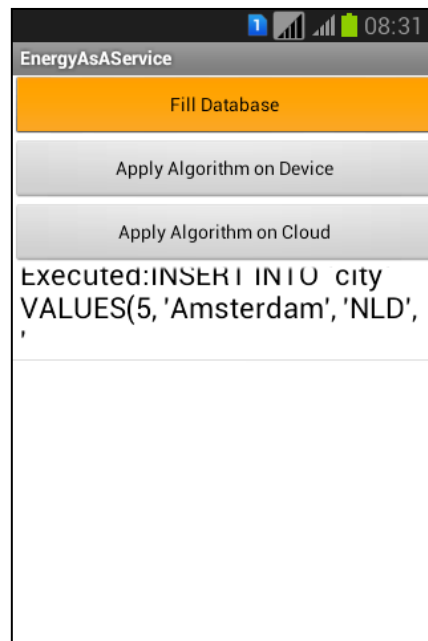 1 08:31
EnergyAsAService
Fill Database
Apply Algorithm on Device
Apply Algorithm on Cloud
Executed:INSERT INTO `city
VALUES(5, 'Amsterdam', 'NLD',
'